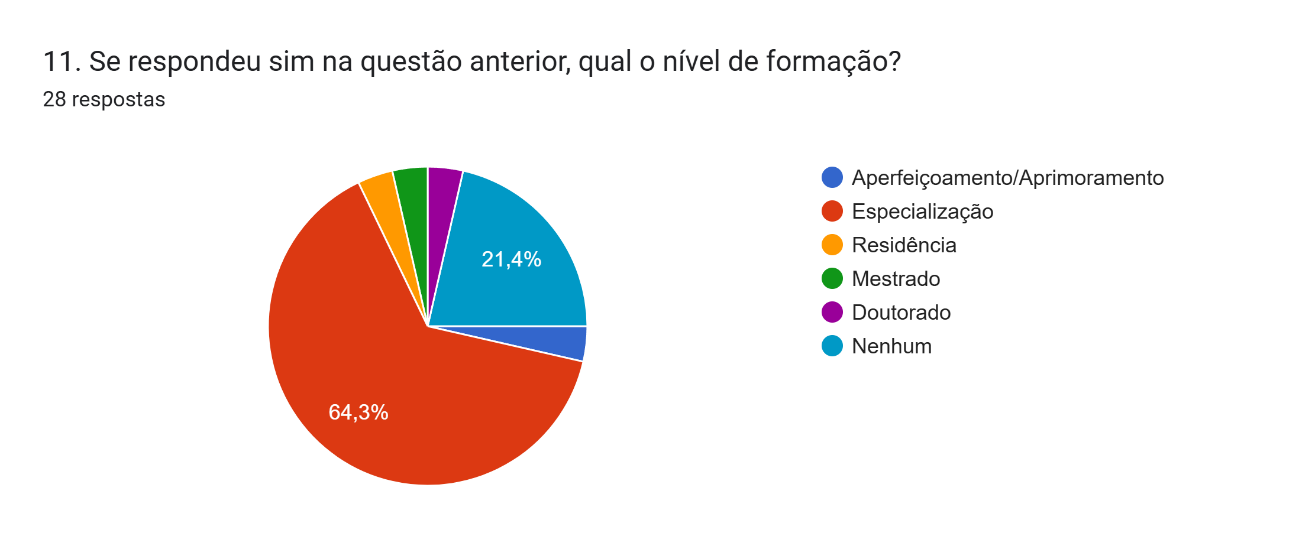 11. Se respondeu sim na questão anterior, qual o nível de formação?
28 respostas
21,4%
64,3%
Aperfeiçoamento/Aprimoramento
Especialização
Residência
Mestrado
Doutorado
Nenhum